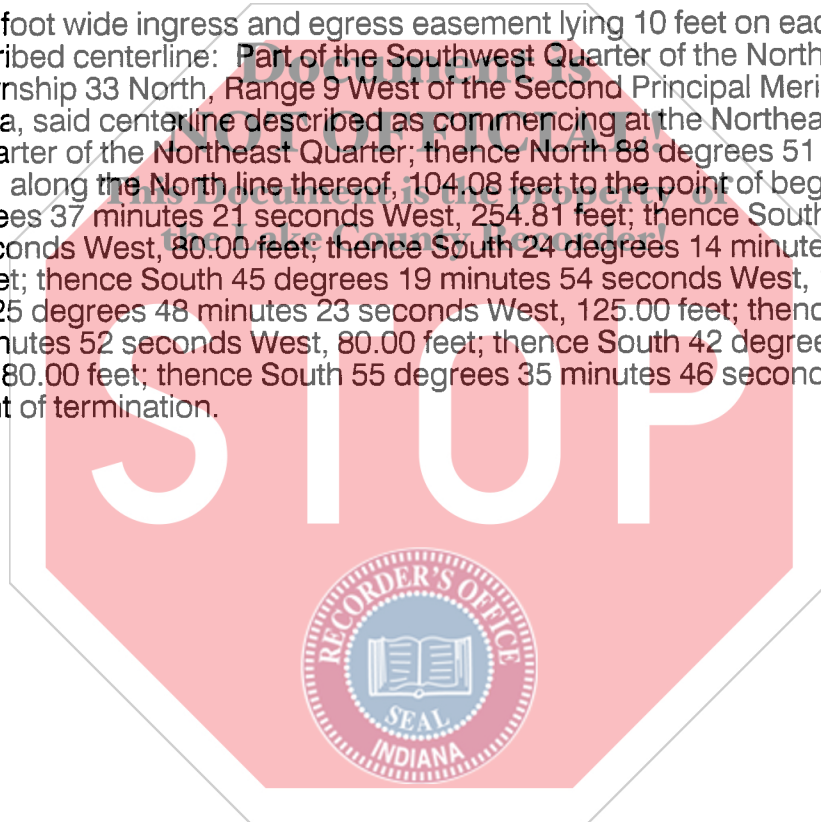 foot wide ingress and egress easement lying 10 feet on eac
ribed centerline: Part of the Southwest Quarter of the North
nship 33 North, Range 9 West of the Second Principal Meri
a, said centerline described as commencing at the Northea
arter of the Northeast Quarter; thence North 88 degrees 51
along the North line thereof, 104.08 feet to the point of beg
ees 37 minutes 21 seconds West, 254.81 feet; thence South
conds West, 80.00 feet; thence South 24 degrees 14 minute
et; thence South 45 degrees 19 minutes 54 seconds West,
25 degrees 48 minutes 23 seconds West, 125.00 feet; thenc
nutes 52 seconds West, 80.00 feet; thence South 42 degree
80.00 feet; thence South 55 degrees 35 minutes 46 second
t of termination.
Document is
NOT OFFICIAL!
This Document is the property of
the Lake County Recorder!
STOP
RECORDER'S OFFICE
SEAL
INDIANA